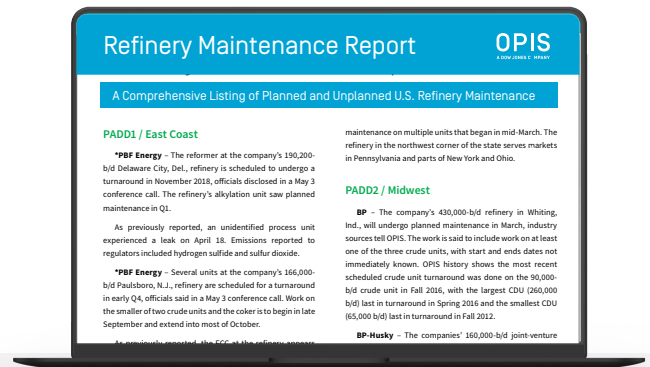 Refinery Maintenance Report
OPIS
A DOW JONES COMPANY
A Comprehensive Listing of Planned and Unplanned U.S. Refinery Maintenance
PADD1 / East Coast
*PBF Energy – The reformer at the company's 190,200-
b/d Delaware City, Del., refinery is scheduled to undergo a
turnaround in November 2018, officials disclosed in a May 3
conference call. The refinery's alkylation unit saw planned
maintenance in Q1.
As previously reported, an unidentified process unit
experienced a leak on April 18. Emissions reported to
regulators included hydrogen sulfide and sulfur dioxide.
*PBF Energy – Several units at the company's 166,000-
b/d Paulsboro, N.J., refinery are scheduled for a turnaround
in early Q4, officials said in a May 3 conference call. Work on
the smaller of two crude units and the coker is to begin in late
September and extend into most of October.
As previously reported, the FCC at the refinery appears
maintenance on multiple units that began in mid-March. The
refinery in the northwest corner of the state serves markets
in Pennsylvania and parts of New York and Ohio.
PADD2 / Midwest
BP – The company's 430,000-b/d refinery in Whiting,
Ind., will undergo planned maintenance in March, industry
sources tell OPIS. The work is said to include work on at least
one of the three crude units, with start and ends dates not
immediately known. OPIS history shows the most recent
scheduled crude unit turnaround was done on the 90,000-
b/d crude unit in Fall 2016, with the largest CDU (260,000
b/d) last in turnaround in Spring 2016 and the smallest CDU
(65,000 b/d) last in turnaround in Fall 2012.
BP-Husky – The companies' 160,000-b/d joint-venture